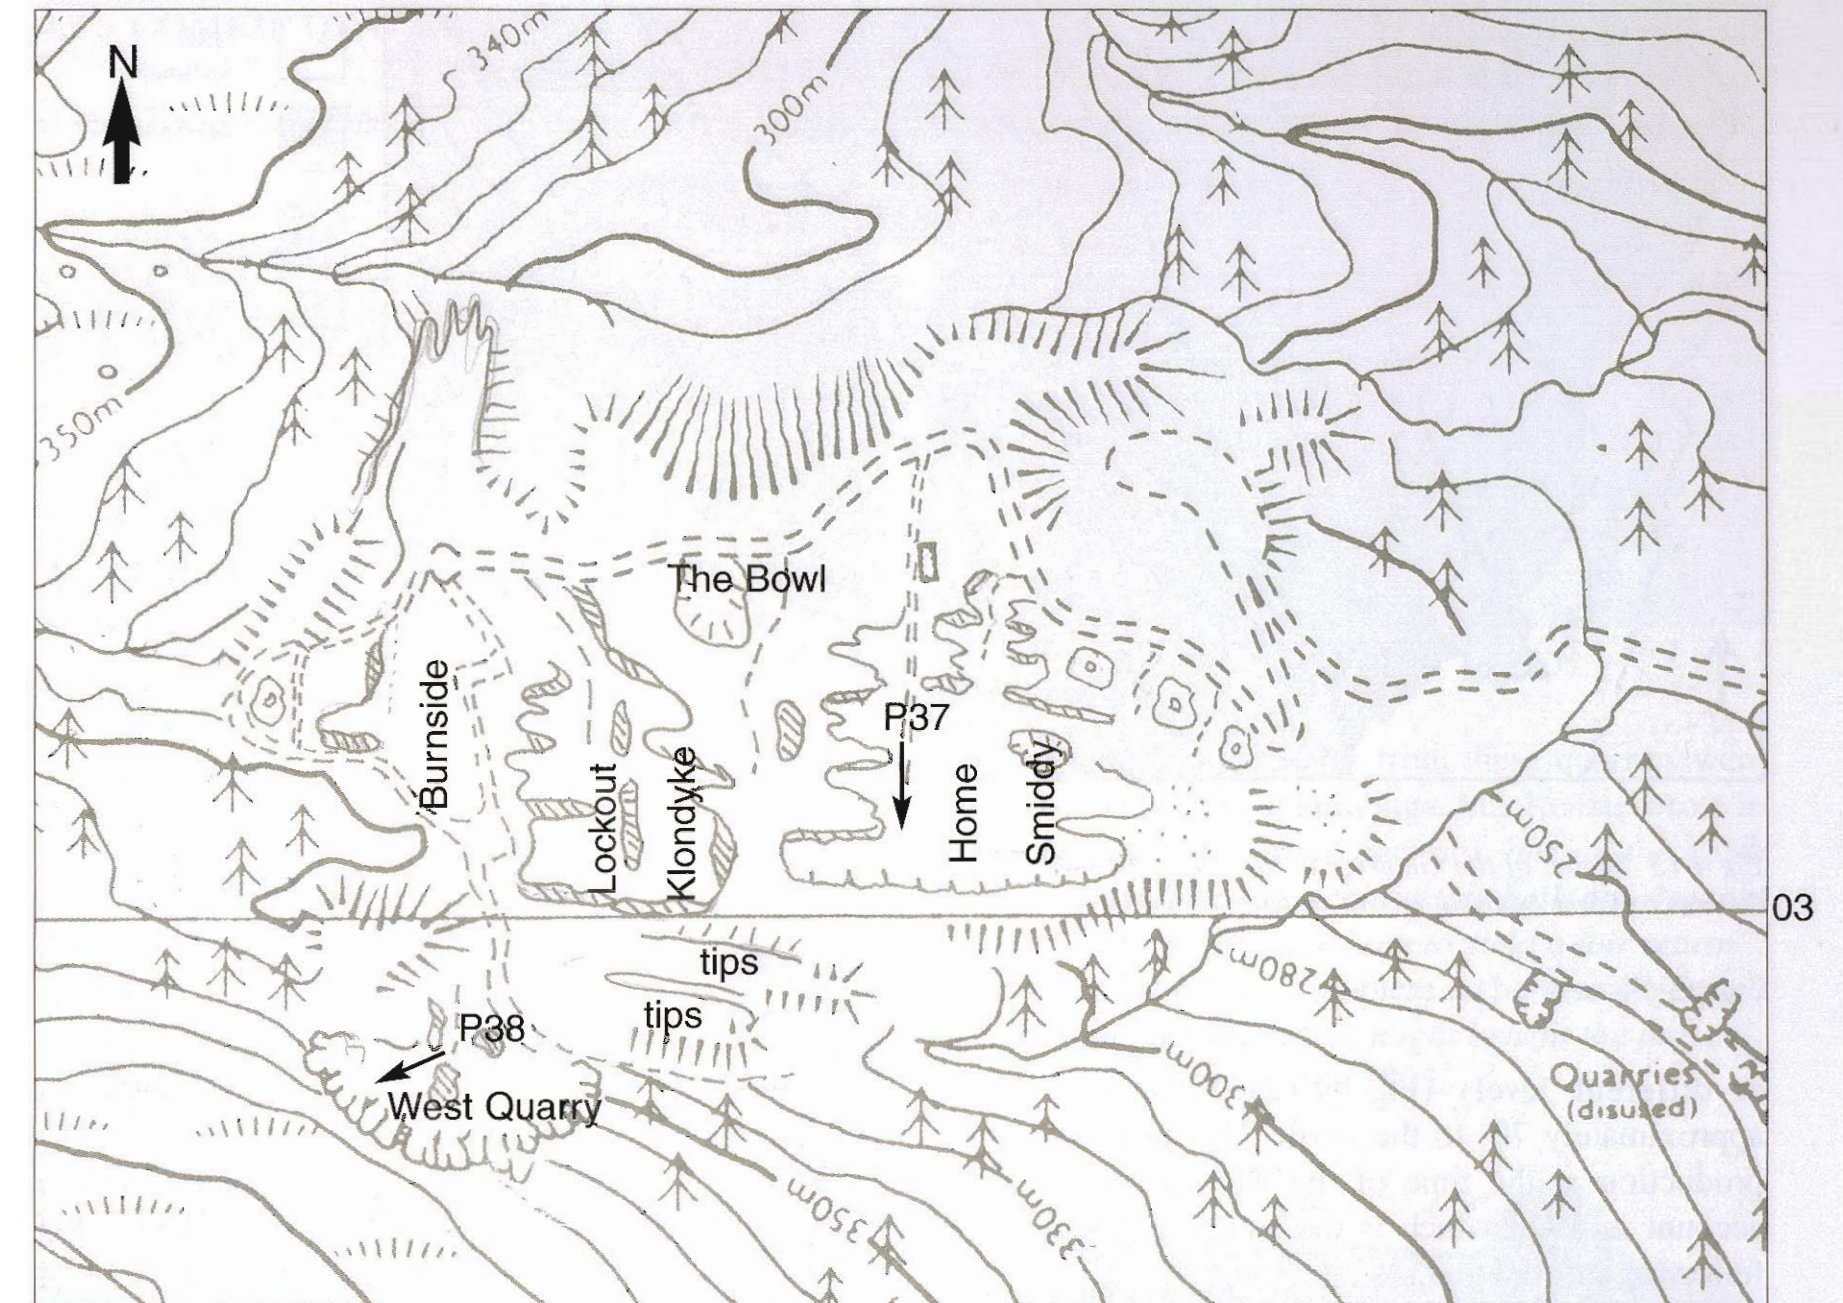 N
340m
300m
350m
The Bowl
Burnside
P37
Lockout
Klondyke
Home
Smiddy
250m
03
tips
280m
tips
P38
300m
Quarries
(disused)
West Quarry
350m
330m